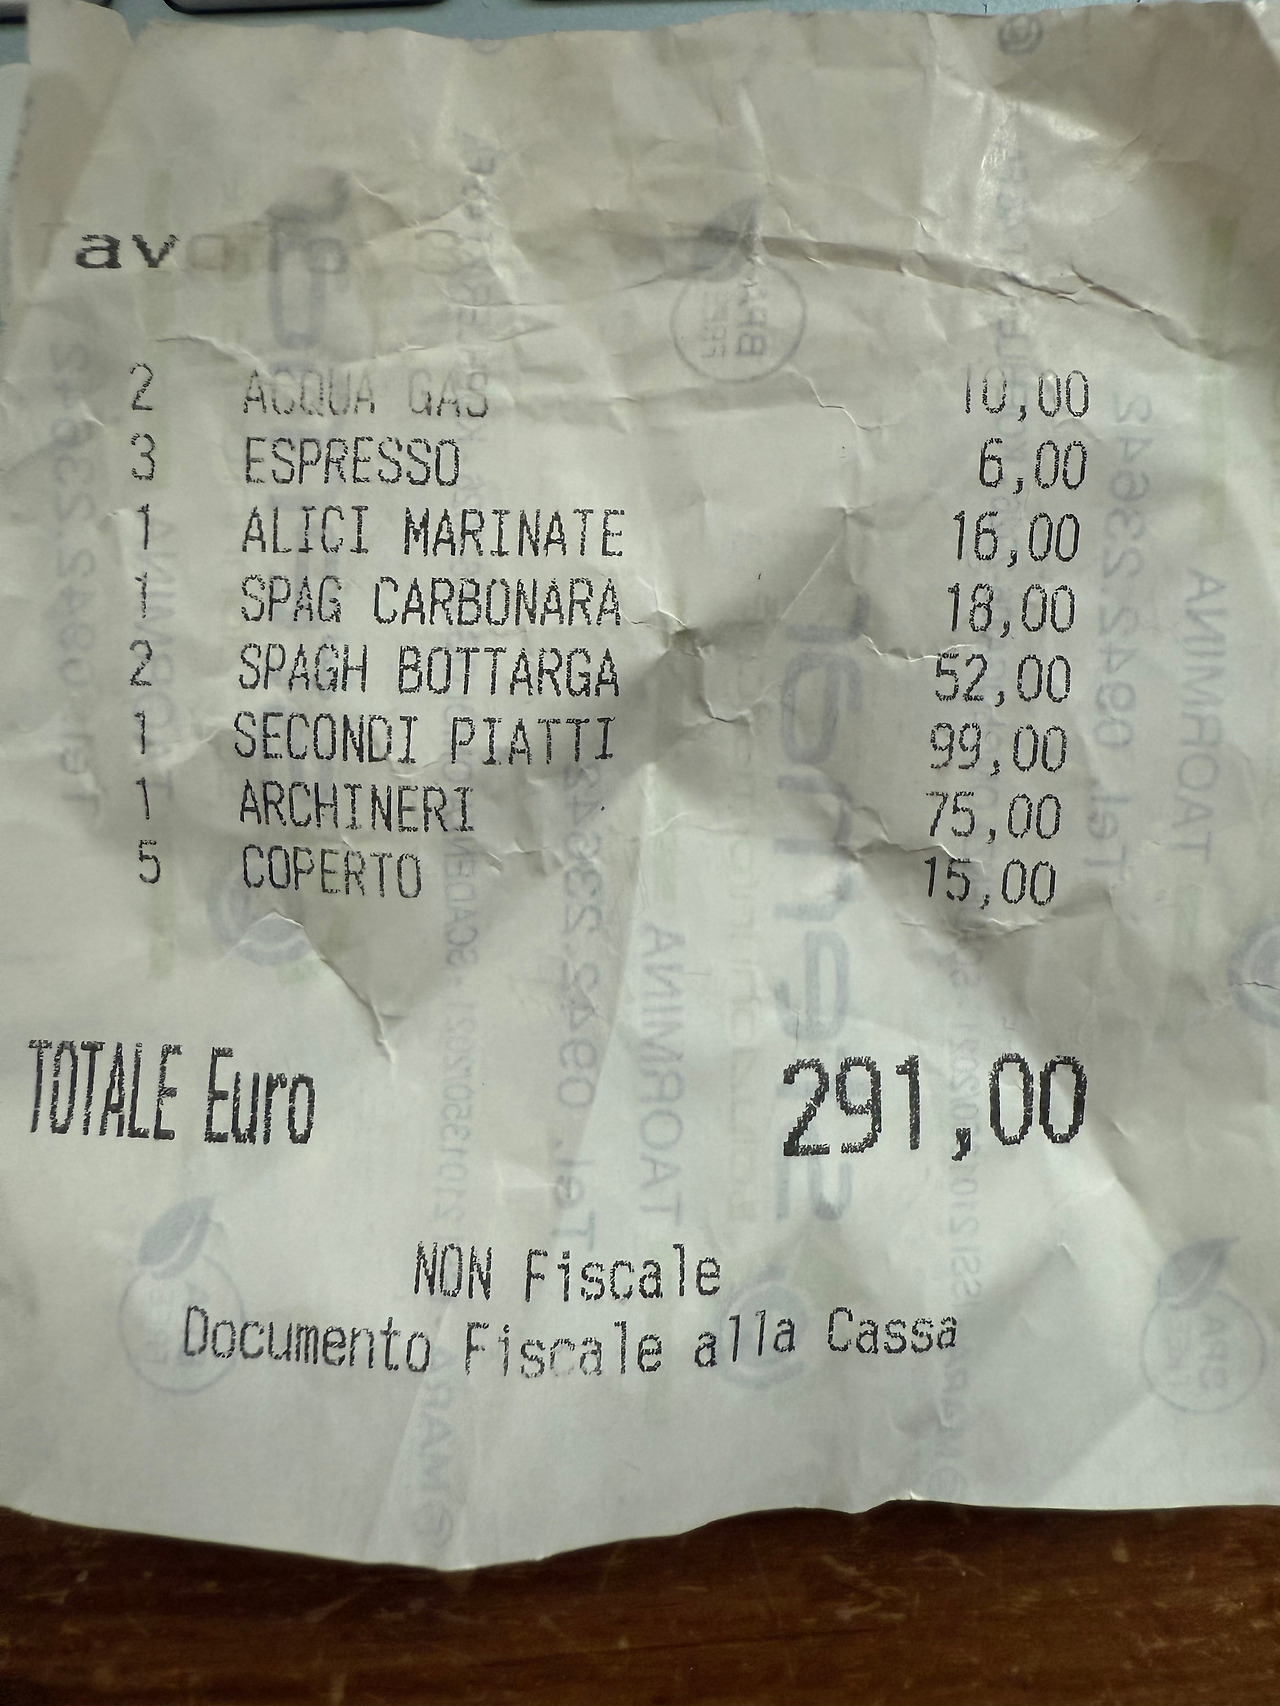 2 ACQUA GAS 10,00
3 ESPRESSO 6,00
1 ALICI MARINATE 16,00
1 SPAG CARBONARA 18,00
2 SPAGH BOTTARGA 52,00
1 SECONDI PIATTI 99,00
1 ARCHINERI 75,00
5 COPERTO 15,00
TOTALE Euro 291,00
NON Fiscale
Documento Fiscale alla Cassa